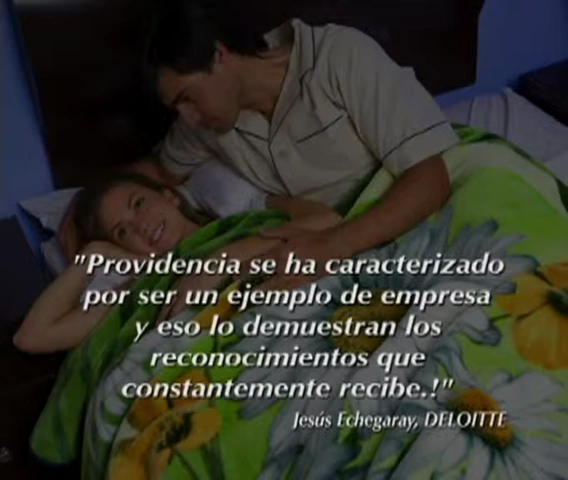 "Providencia se ha caracterizado
por ser un ejemplo de empresa
y eso lo demuestran los
reconocimientos que
constantemente recibe.!"
Jesús Echegaray, DELOITTE